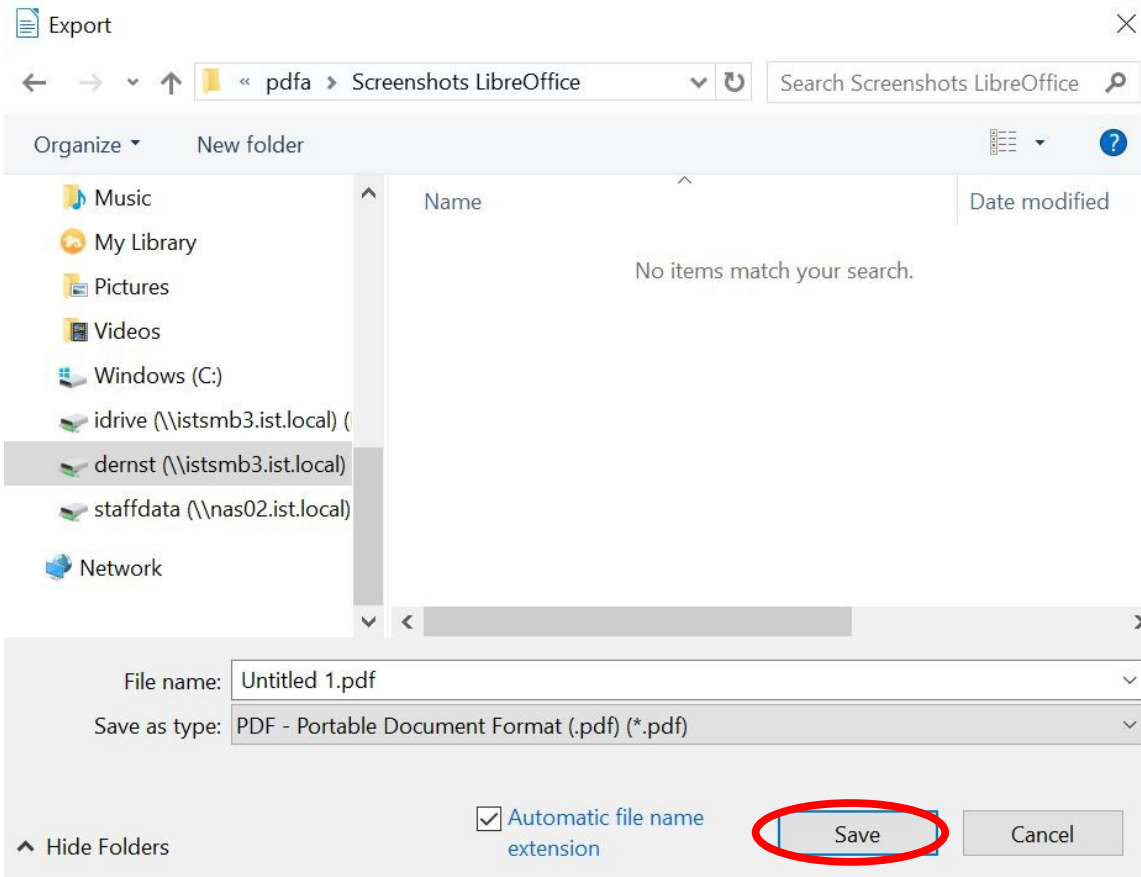 Export
« pdfa > Screenshots LibreOffice
Search Screenshots LibreOffice
Organize
New folder
?
Music
My Library
Pictures
Videos
Windows (C:)
idrive (\\istsmb3.ist.local) (
dernst (\\istsmb3.ist.local)
staffdata (\\nas02.ist.local)
Network
Name
Date modified
No items match your search.
File name: Untitled 1.pdf
Save as type: PDF - Portable Document Format (.pdf) (*.pdf)
Hide Folders
Automatic file name
extension
Save
Cancel